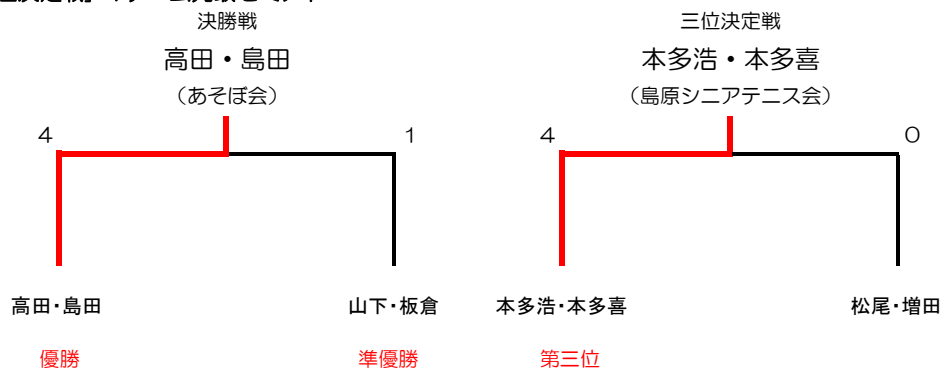 決勝戦
高田・島田
（あそぼ会）
4
1
高田・島田
山下・板倉
優勝
準優勝
三位決定戦
本多浩・本多喜
（島原シニアテニス会）
4
0
本多浩・本多喜
松尾・増田
第三位